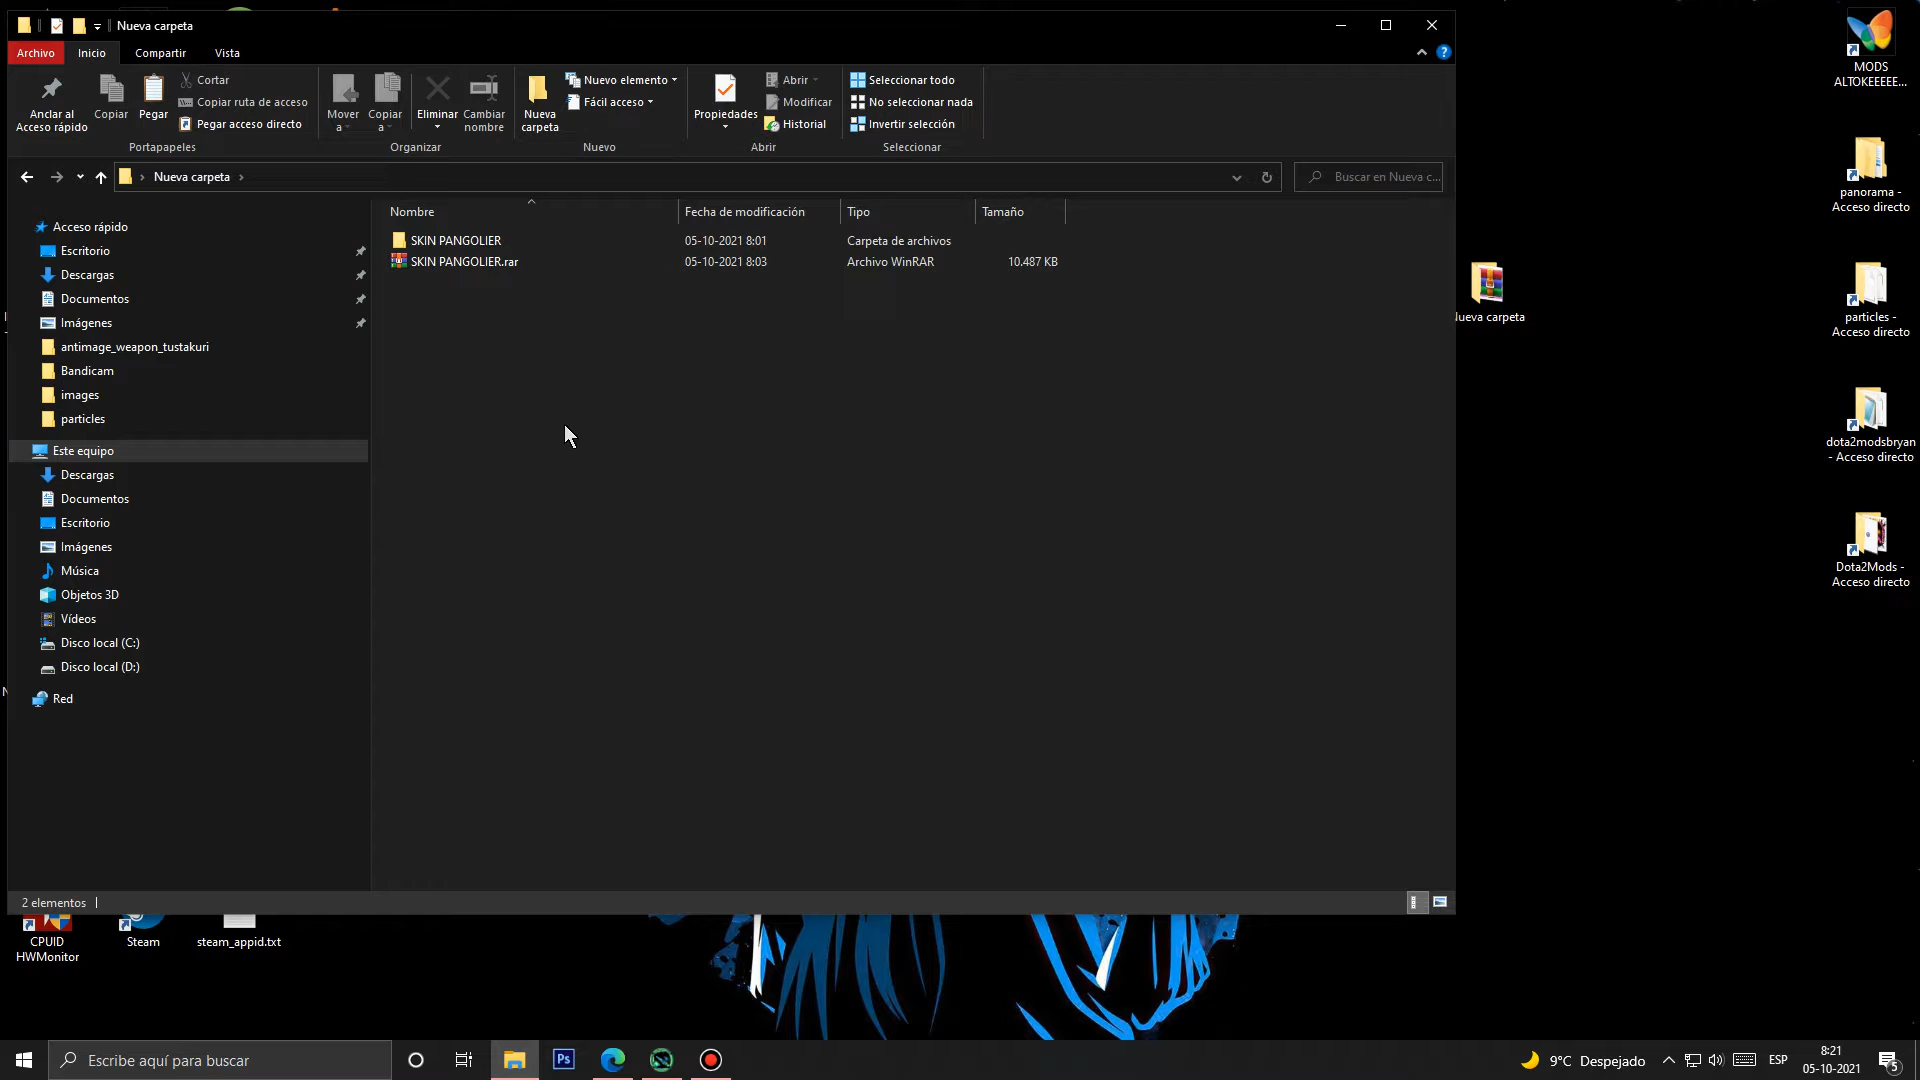 Nueva carpeta
Archivo
Inicio
Compartir
Vista
Anclar al
Acceso rápido
Copiar
Pegar
Cortar
Copiar ruta de acceso
Pegar acceso directo
Portapapeles
Mover
a
Copiar
a
Eliminar
Cambiar
nombre
Organizar
Nueva
carpeta
Nuevo elemento
Fácil acceso
Nuevo
Propiedades
Abrir
Modificar
Historial
Abrir
Seleccionar todo
No seleccionar nada
Invertir selección
Seleccionar
Nueva carpeta
Buscar en Nueva c...
Nombre
Fecha de modificación
Tipo
Tamaño
SKIN PANGOLIER
05-10-2021 8:01
Carpeta de archivos
SKIN PANGOLIER.rar
05-10-2021 8:03
Archivo WinRAR
10.487 KB
Acceso rápido
Escritorio
Descargas
Documentos
Imágenes
antimage_weapon_tustakuri
Bandicam
images
particles
Este equipo
Descargas
Documentos
Escritorio
Imágenes
Música
Objetos 3D
Vídeos
Disco local (C:)
Disco local (D:)
Red
2 elementos
MODS
ALTOKEEEEE...
panorama -
Acceso directo
particles -
Acceso directo
dota2modsbryan
- Acceso directo
Dota2Mods -
Acceso directo
ueva carpeta
CPUID
HWMonitor
Steam
steam_appid.txt
Escribe aquí para buscar
Ps
9°C Despejado
ESP
8:21
05-10-2021
5